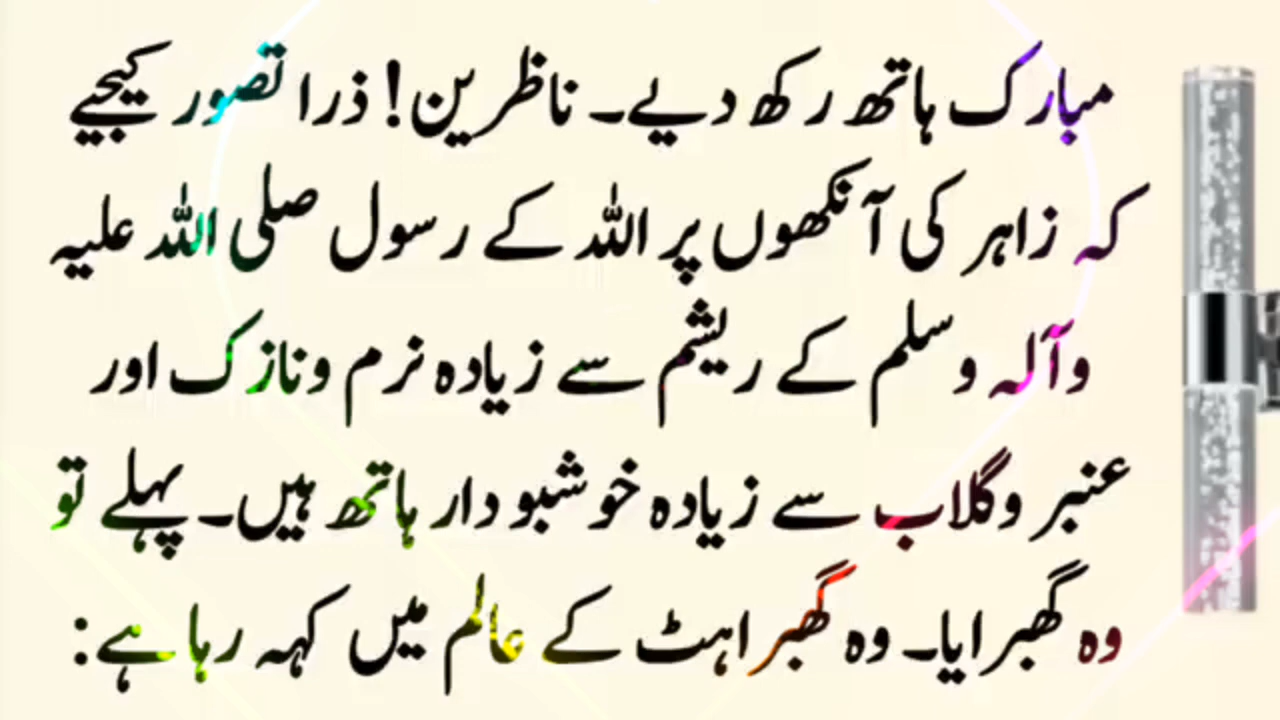 مبارک ہاتھ رکھ دیے۔ ناظرین! ذرا تصور کیجیے
کہ زاہر کی آنکھوں پر اللہ کے رسول صلی اللہ علیہ
وآلہ وسلم کے ریشم سے زیادہ نرم ونازک اور
عنبر وگلاب سے زیادہ خوشبو دار ہاتھ ہیں۔ پہلے تو
وہ گھبرایا۔ وہ گھبراہٹ کے عالم میں کہہ رہا ہے: